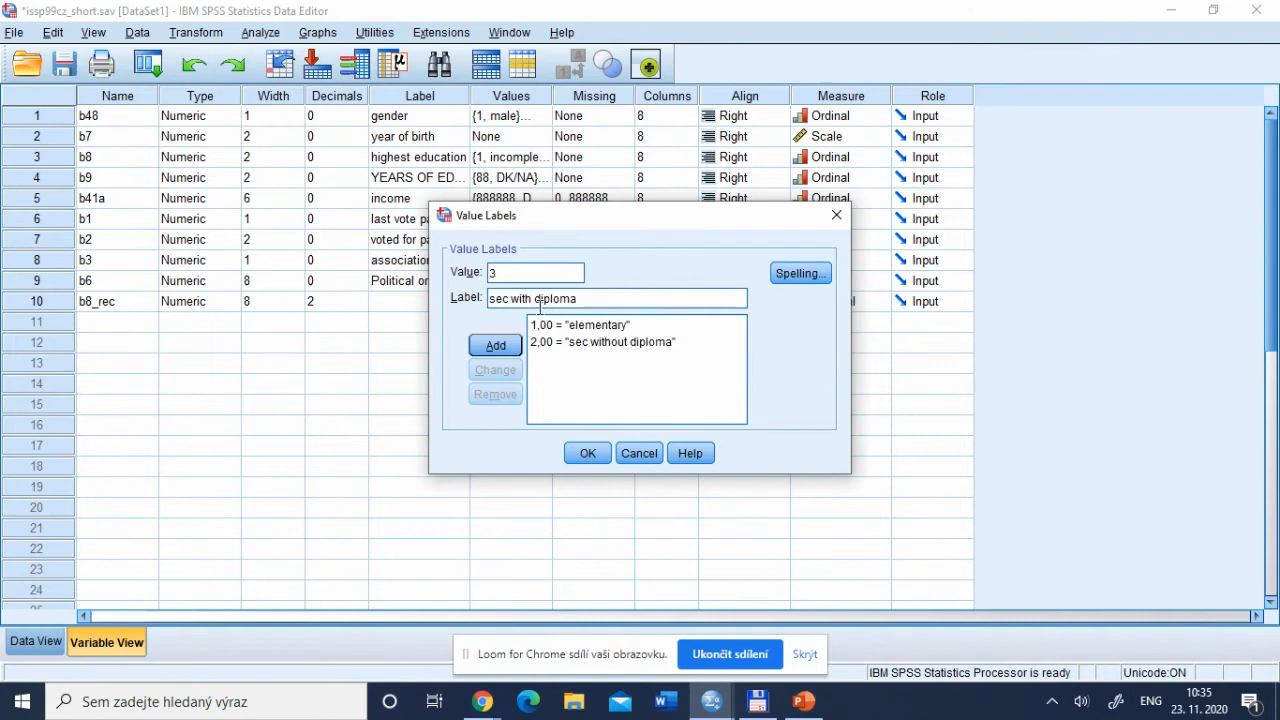 *issp99cz_short.sav [DataSet1] - IBM SPSS Statistics Data Editor
File Edit View Data Transform Analyze Graphs Utilities Extensions Window Help
Name Type Width Decimals Label Values Missing Columns Align Measure Role
1 b48 Numeric 1 0 gender {1, male}... None 8 Right Ordinal Input
2 b7 Numeric 2 0 year of birth None None 8 Right Scale Input
3 b8 Numeric 2 0 highest education {1, incomple... None 8 Right Ordinal Input
4 b9 Numeric 2 0 YEARS OF ED... {88, DK/NA}... None 8 Right Ordinal Input
5 b41a Numeric 6 0 income {888888, D... 0, 888888 8 Right Ordinal Input
6 b1 Numeric 1 0 last vote pa Input
7 b2 Numeric 2 0 voted for pa Input
8 b3 Numeric 1 0 association Input
9 b6 Numeric 8 0 Political or Input
10 b8_rec Numeric 8 2 Input
11
12
13
14
15
16
17
18
19
20
21
22
23
24
Value Labels
Value Labels
Value: 3
Spelling...
Label: sec with diploma
1,00 = "elementary"
2,00 = "sec without diploma"
Add
Change
Remove
OK Cancel Help
Data View Variable View
Loom for Chrome sdílí vaši obrazovku. Ukončit sdílení Skrýt
IBM SPSS Statistics Processor is ready Unicode:ON
Sem zadejte hledaný výraz
ENG
10:35
23. 11. 2020
1